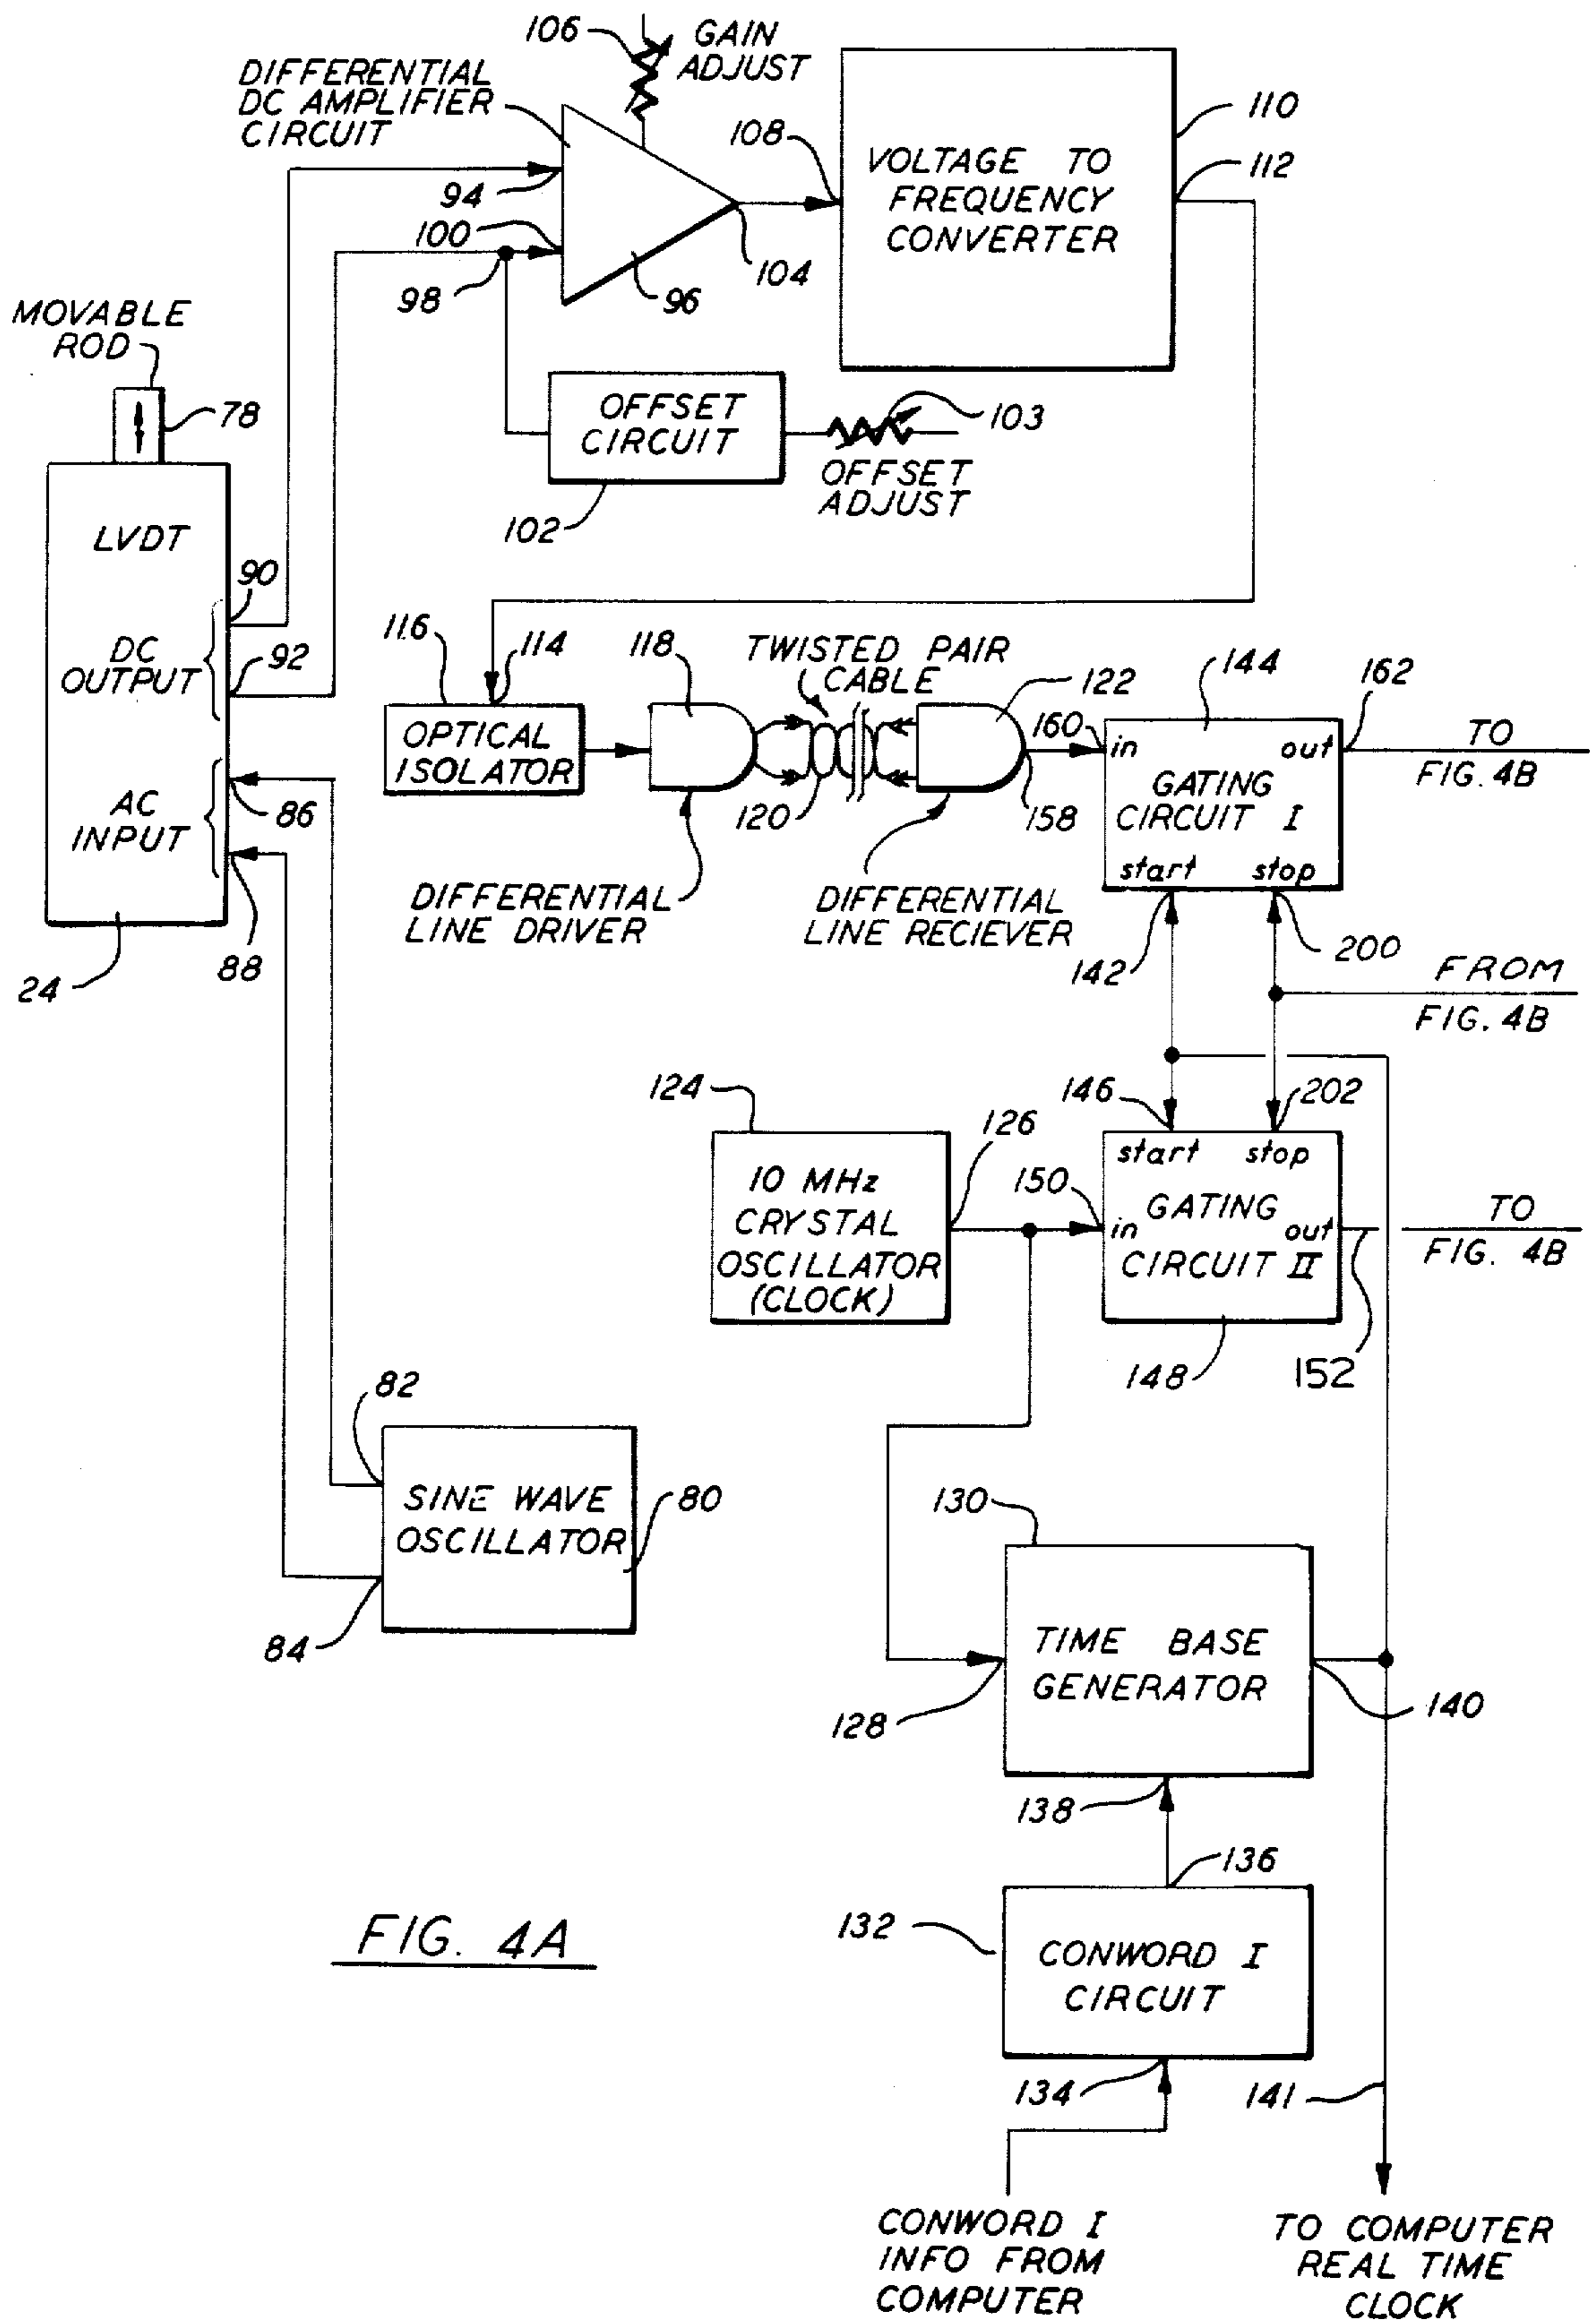 106
GAIN
ADJUST
DIFFERENTIAL
DC AMPLIFIER
CIRCUIT
94
100
98
96
104
108
VOLTAGE TO
FREQUENCY
CONVERTER
110
112
MOVABLE
ROD
78
OFFSET
CIRCUIT
102
103
OFFSET
ADJUST
LVDT
90
DC
OUTPUT
92
AC
INPUT
86
88
24
116
114
OPTICAL
ISOLATOR
118
TWISTED PAIR
CABLE
120
122
158
160
DIFFERENTIAL
LINE DRIVER
DIFFERENTIAL
LINE RECIEVER
144
in out
GATING
CIRCUIT I
start stop
162
TO
FIG. 4B
142
200
FROM
FIG. 4B
124
126
10 MHz
CRYSTAL
OSCILLATOR
(CLOCK)
146
202
150
start stop
GATING
in out
CIRCUIT II
TO
FIG. 4B
148
152
82
SINE WAVE
OSCILLATOR
80
84
130
TIME BASE
GENERATOR
128
140
138
136
132
CONWORD I
CIRCUIT
134
141
FIG. 4A
CONWORD I
INFO FROM
COMPUTER
TO COMPUTER
REAL TIME
CLOCK